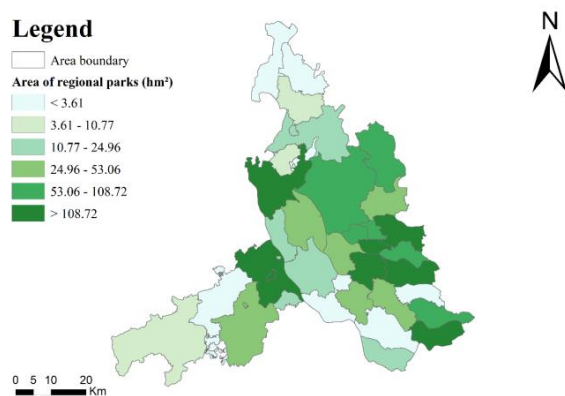 Legend
N
Area boundary
Area of regional parks (hm²)
< 3.61
3.61 - 10.77
10.77 - 24.96
24.96 - 53.06
53.06 - 108.72
> 108.72
0 5 10 20
Km